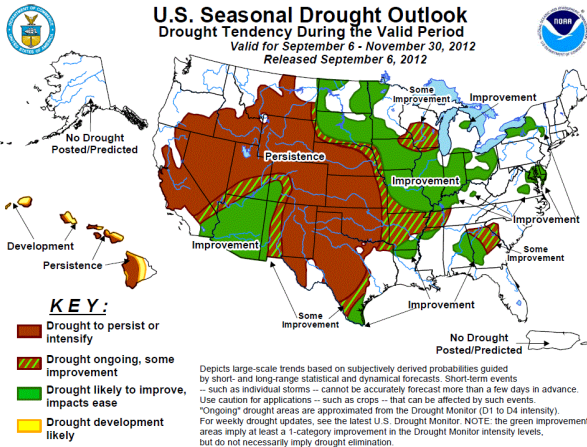 U.S. Seasonal Drought Outlook
Drought Tendency During the Valid Period
Valid for September 6 - November 30, 2012
Released September 6, 2012
NOAA
Some
Improvement
Improvement
No Drought
Posted/Predicted
Persistence
Improvement
Development
Improvement
Improvement
Persistence
Some
Improvement
Improvement
Some
Improvement
KEY:
Drought to persist or
intensify
Drought ongoing, some
improvement
Drought likely to improve,
impacts ease
Drought development
likely
No Drought
Posted/Predicted
Depicts large-scale trends based on subjectively derived probabilities guided
by short- and long-range statistical and dynamical forecasts. Short-term events
-- such as individual storms -- cannot be accurately forecast more than a few days in advance.
Use caution for applications -- such as crops -- that can be affected by such events.
"Ongoing" drought areas are approximated from the Drought Monitor (D1 to D4 intensity).
For weekly drought updates, see the latest U.S. Drought Monitor. NOTE: the green improvement
areas imply at least a 1-category improvement in the Drought Monitor intensity levels,
but do not necessarily imply drought elimination.